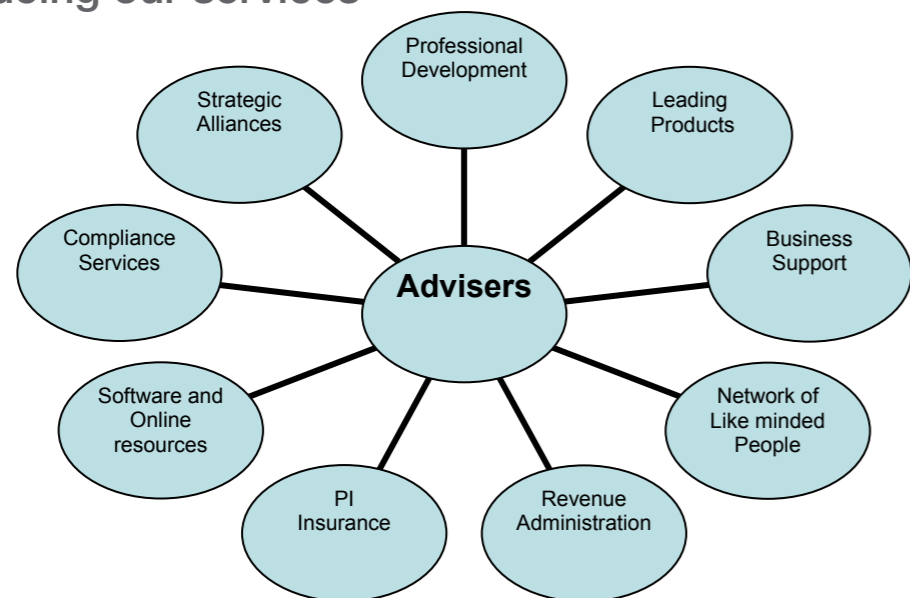 our services
Professional
Development
Strategic
Alliances
Leading
Products
Compliance
Services
Business
Support
Advisers
Software and
Online
resources
Network of
Like minded
People
PI
Insurance
Revenue
Administration